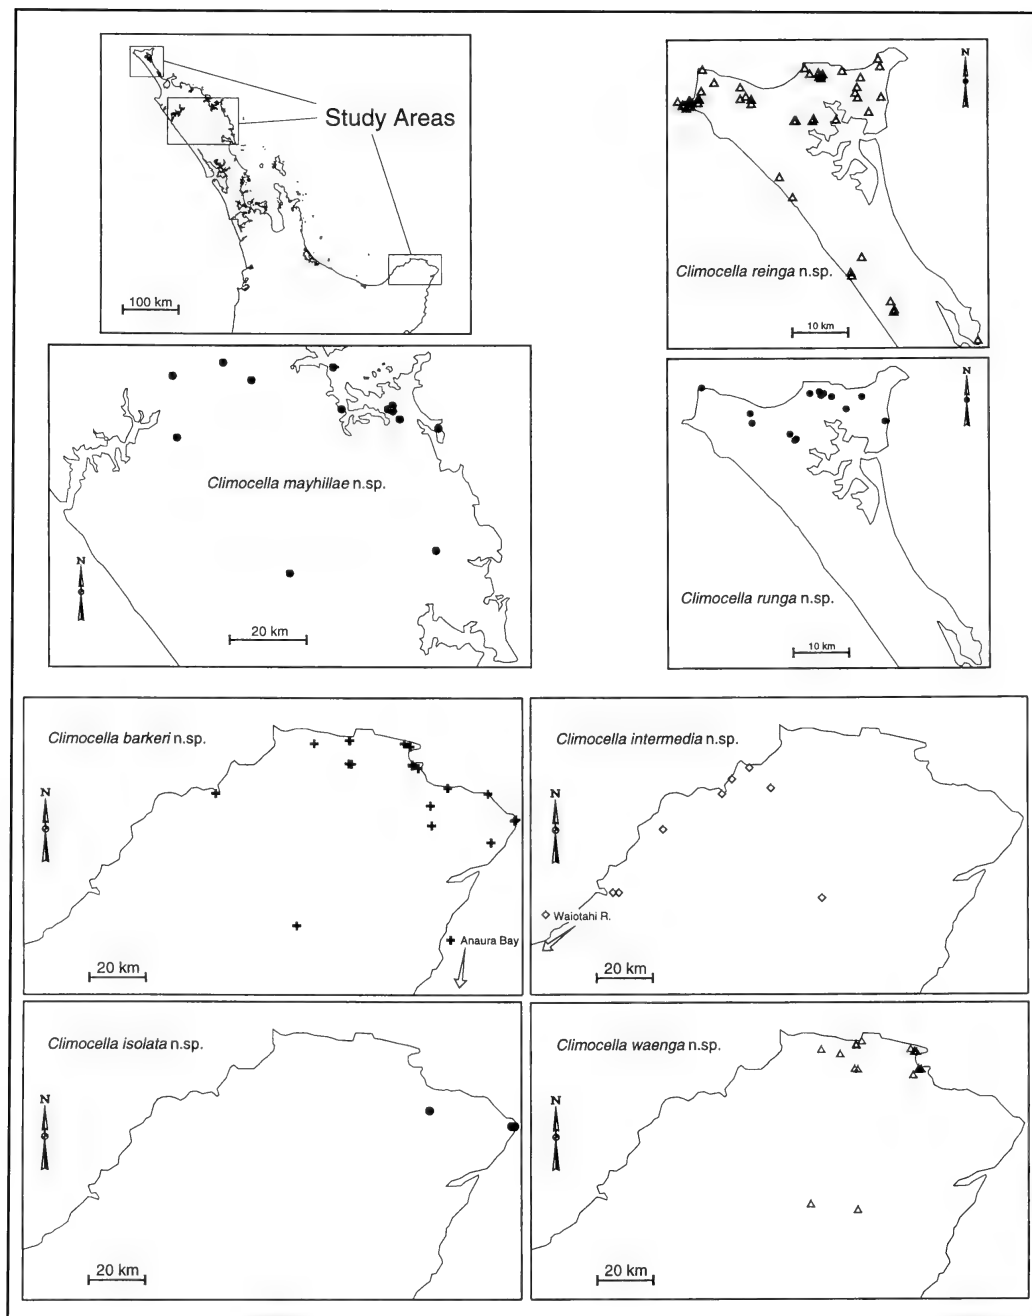 Study Areas
100 km
N
Climocella reinga n.sp.
10 km
Climocella mayhillae n.sp.
N
20 km
N
Climocella runga n.sp.
10 km
Climocella barkeri n.sp.
N
Anaura Bay
20 km
Climocella intermedia n.sp.
N
Waiotahi R.
20 km
Climocella isolata n.sp.
N
20 km
Climocella waenga n.sp.
N
20 km